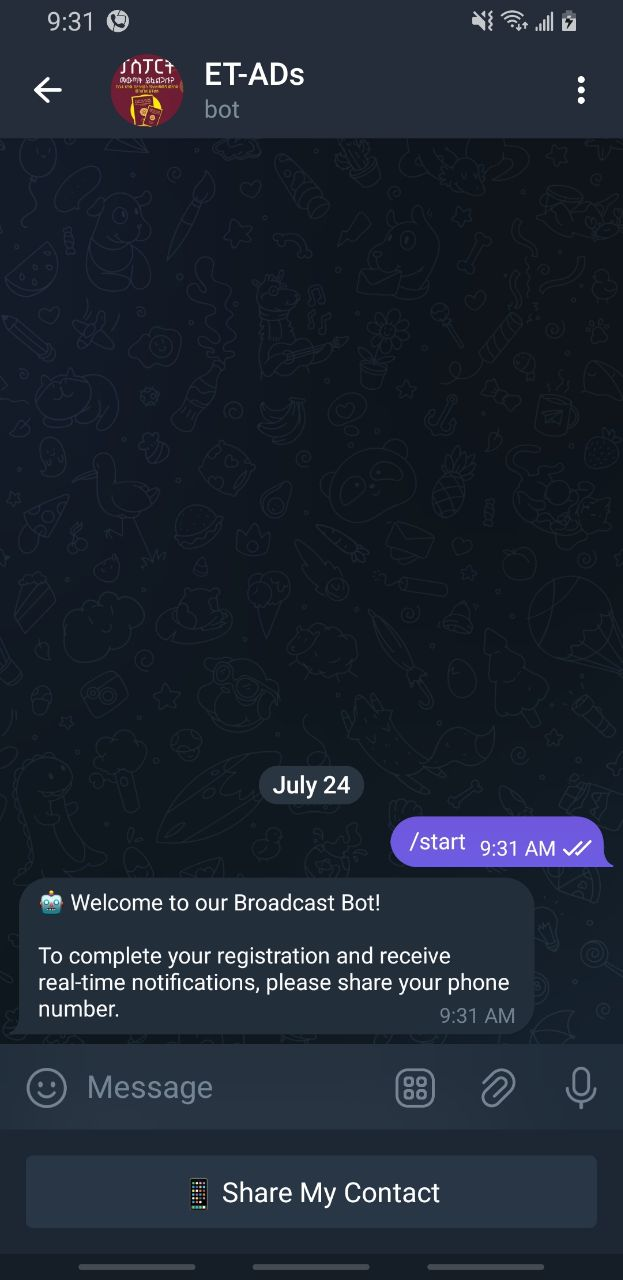 9:31
ET-ADs
bot
July 24
/start 9:31 AM
🤖 Welcome to our Broadcast Bot!
To complete your registration and receive
real-time notifications, please share your phone
number. 9:31 AM
Message
📱 Share My Contact